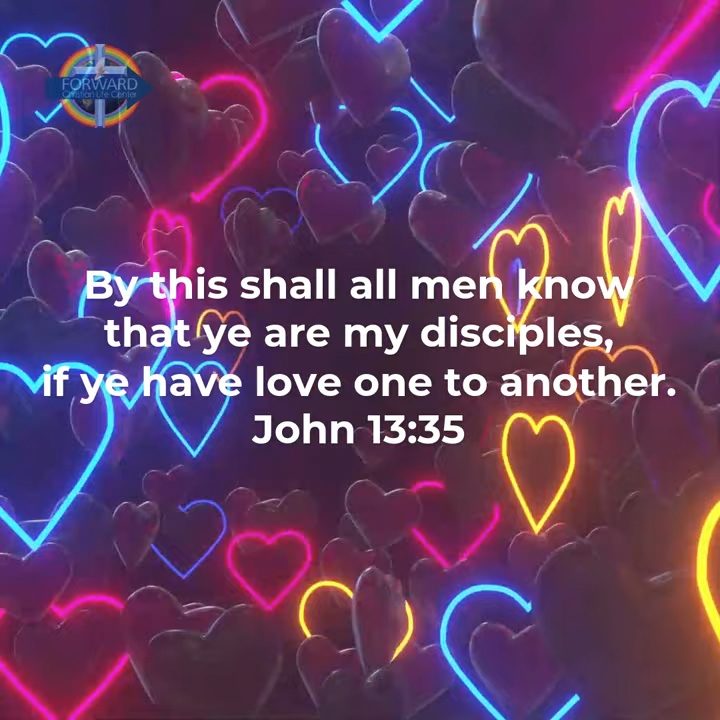 FORWARD
Christian Life Center
By this shall all men know
that ye are my disciples,
if ye have love one to another.
John 13:35